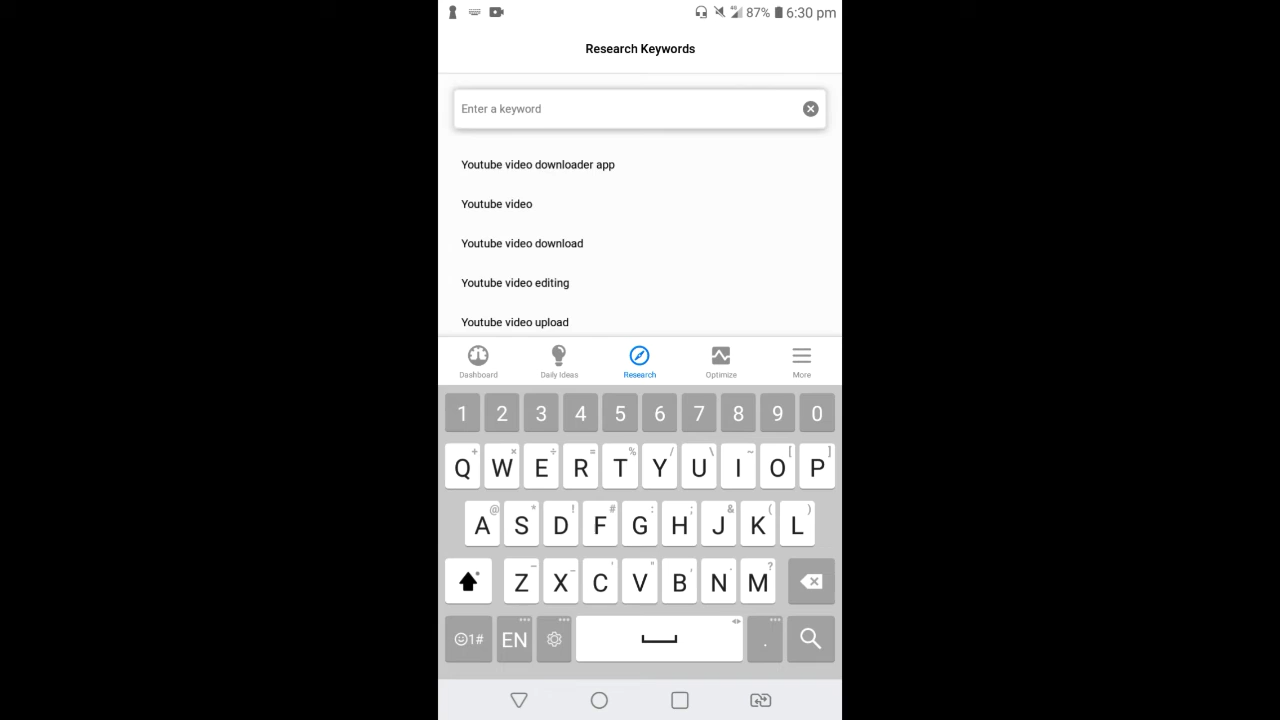 4G 87% 6:30 pm
Research Keywords
Enter a keyword
Youtube video downloader app
Youtube video
Youtube video download
Youtube video editing
Youtube video upload
Dashboard Daily Ideas Research Optimize More
1 2 3 4 5 6 7 8 9 0
+ × ÷ = % / \ ~ [ ]
Q W E R T Y U I O P
@ * ! # : ; & ( )
A S D F G H J K L
- _ ' " , . ?
Z X C V B N M
1# EN .